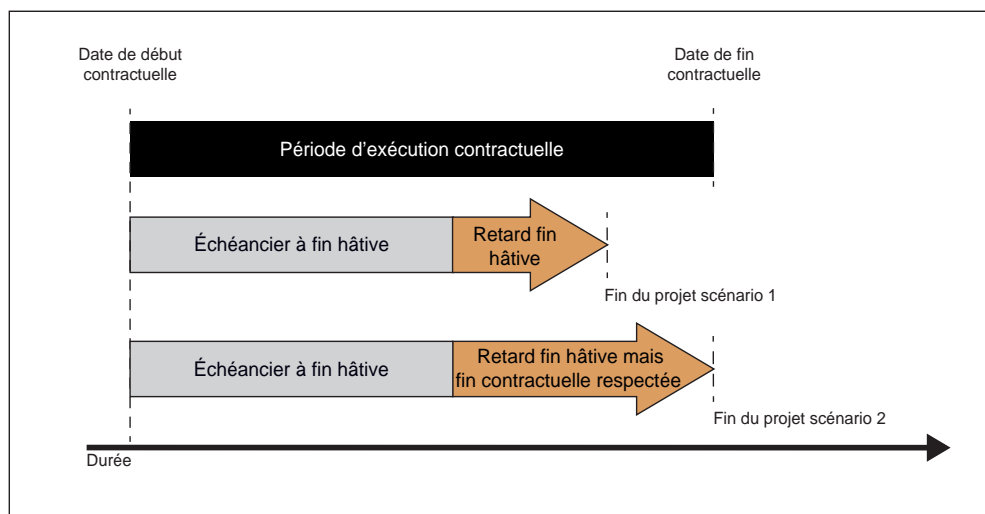 Date de début
contractuelle
Date de fin
contractuelle
Période d'exécution contractuelle
Échéancier à fin hâtive
Retard fin
hâtive
Fin du projet scénario 1
Échéancier à fin hâtive
Retard fin hâtive mais
fin contractuelle respectée
Fin du projet scénario 2
Durée